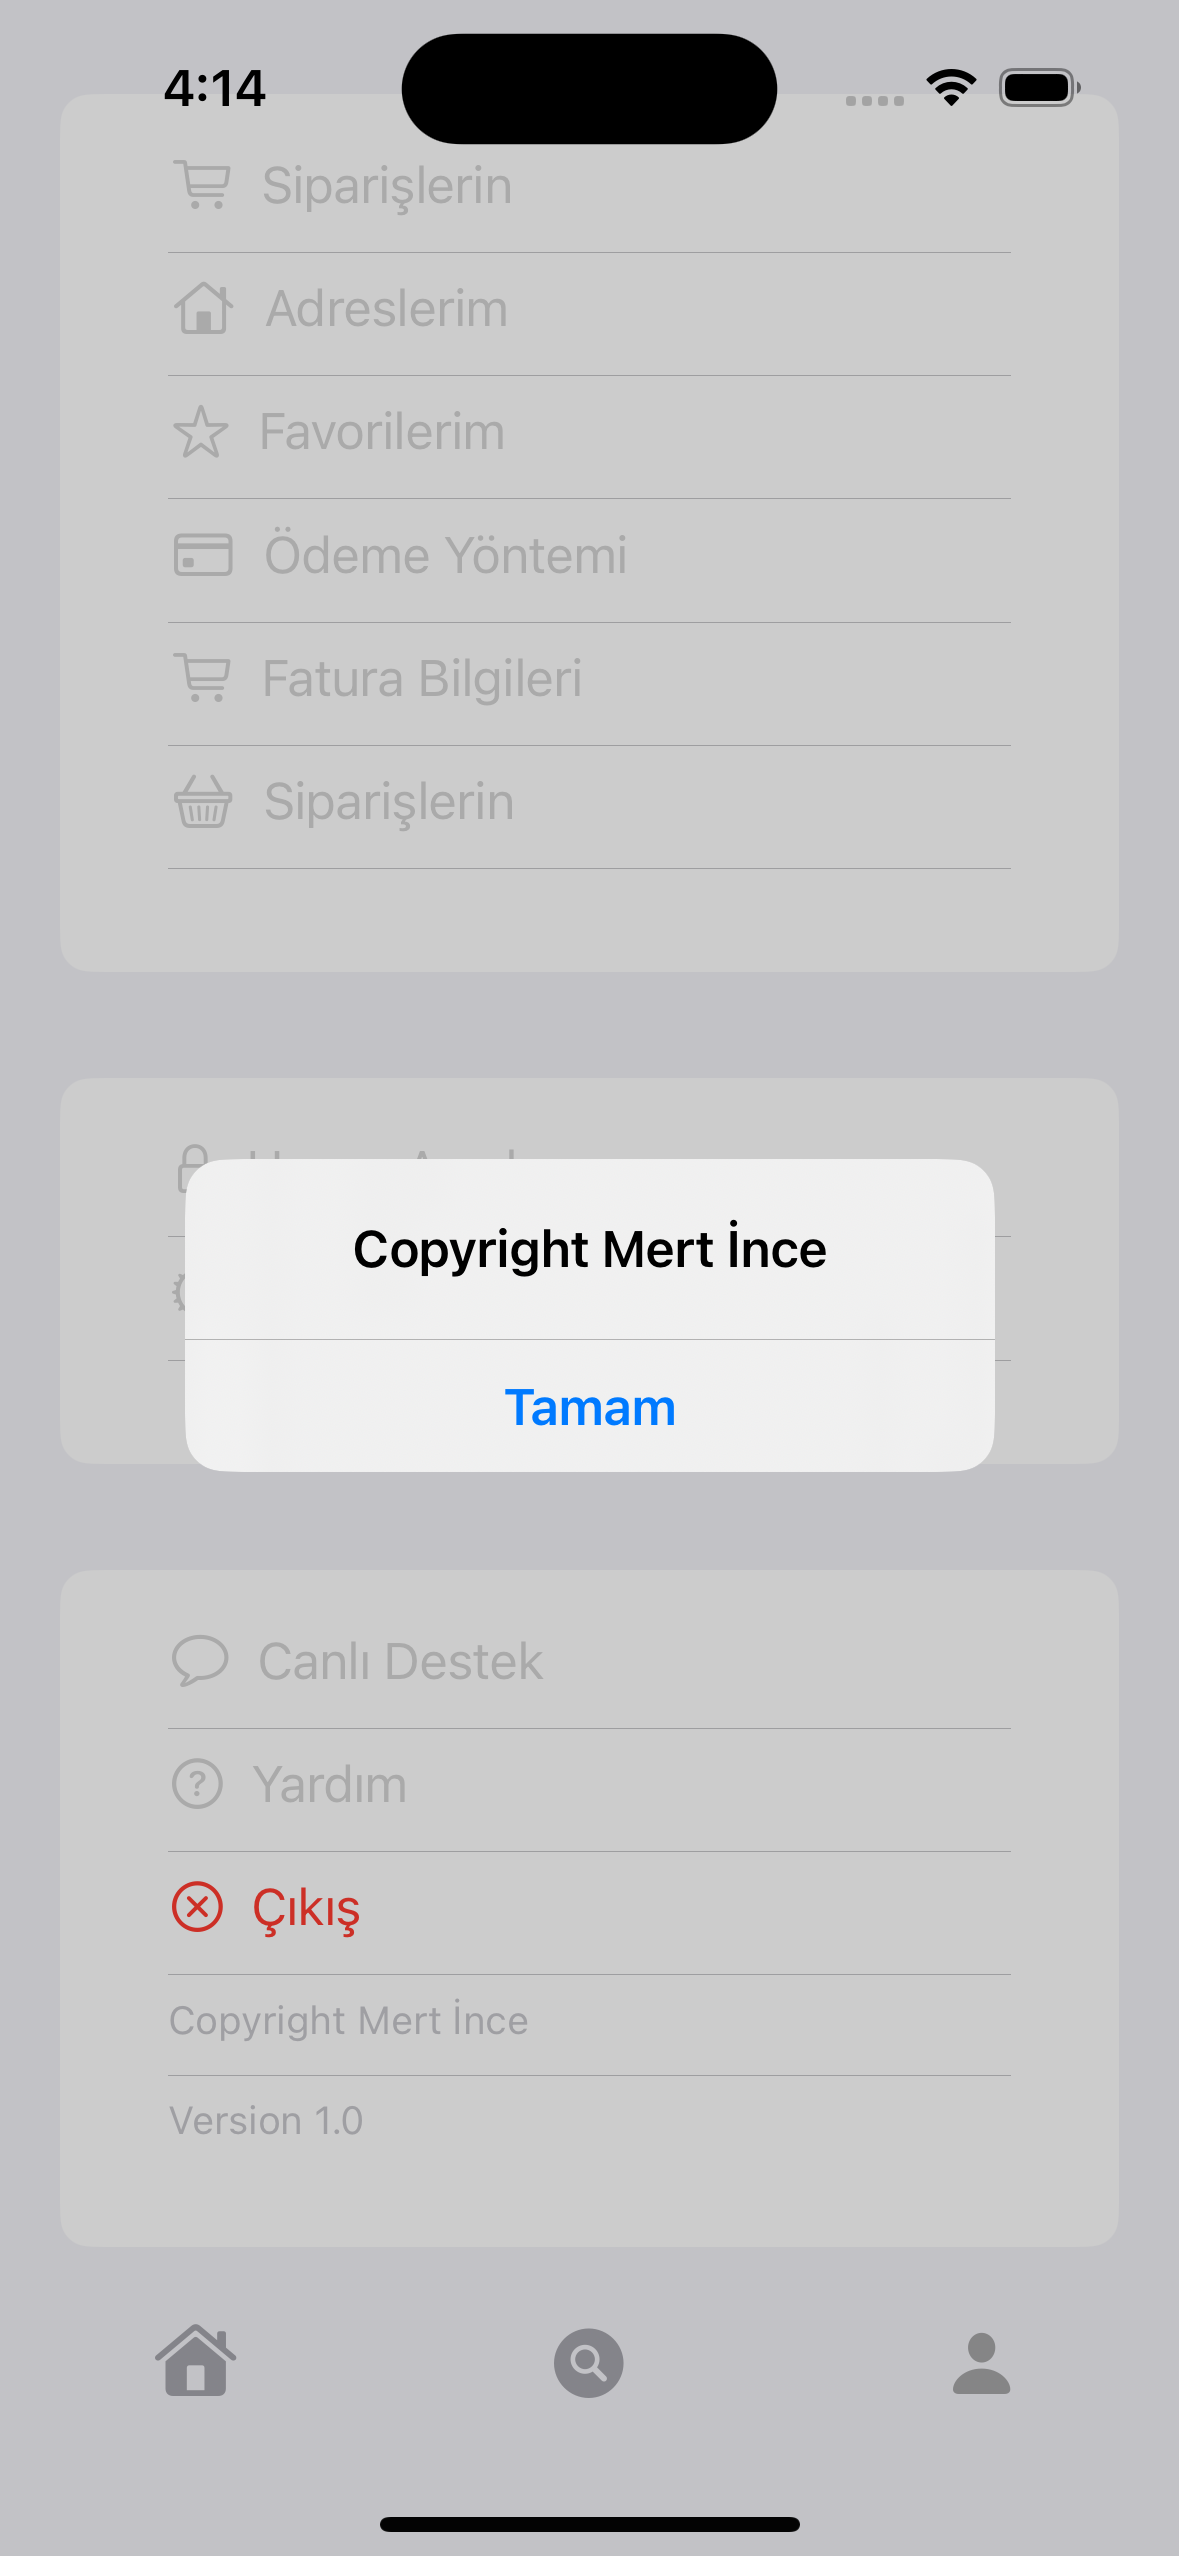 4:14
Siparişlerin
Adreslerim
Favorilerim
Ödeme Yöntemi
Fatura Bilgileri
Siparişlerin
Copyright Mert İnce
Tamam
Canlı Destek
Yardım
Çıkış
Copyright Mert İnce
Version 1.0